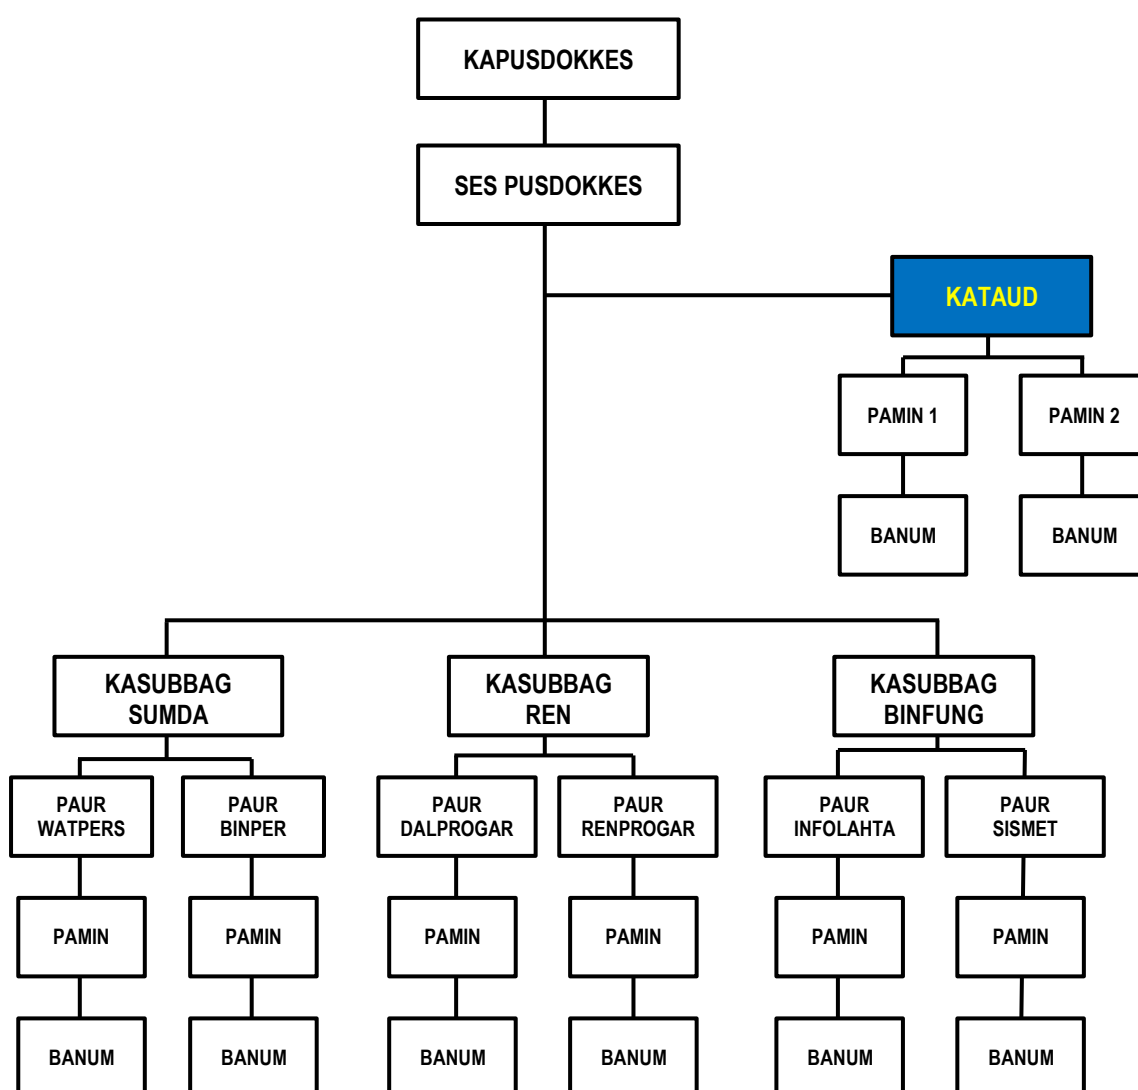 KAPUSDOKKES
SES PUSDOKKES
KATAUD
PAMIN 1
PAMIN 2
BANUM
BANUM
KASUBBAG
SUMDA
KASUBBAG
REN
KASUBBAG
BINFUNG
PAUR
WATPERS
PAUR
BINPER
PAUR
DALPROGAR
PAUR
RENPROGAR
PAUR
INFOLAHTA
PAUR
SISMET
PAMIN
PAMIN
PAMIN
PAMIN
PAMIN
PAMIN
BANUM
BANUM
BANUM
BANUM
BANUM
BANUM